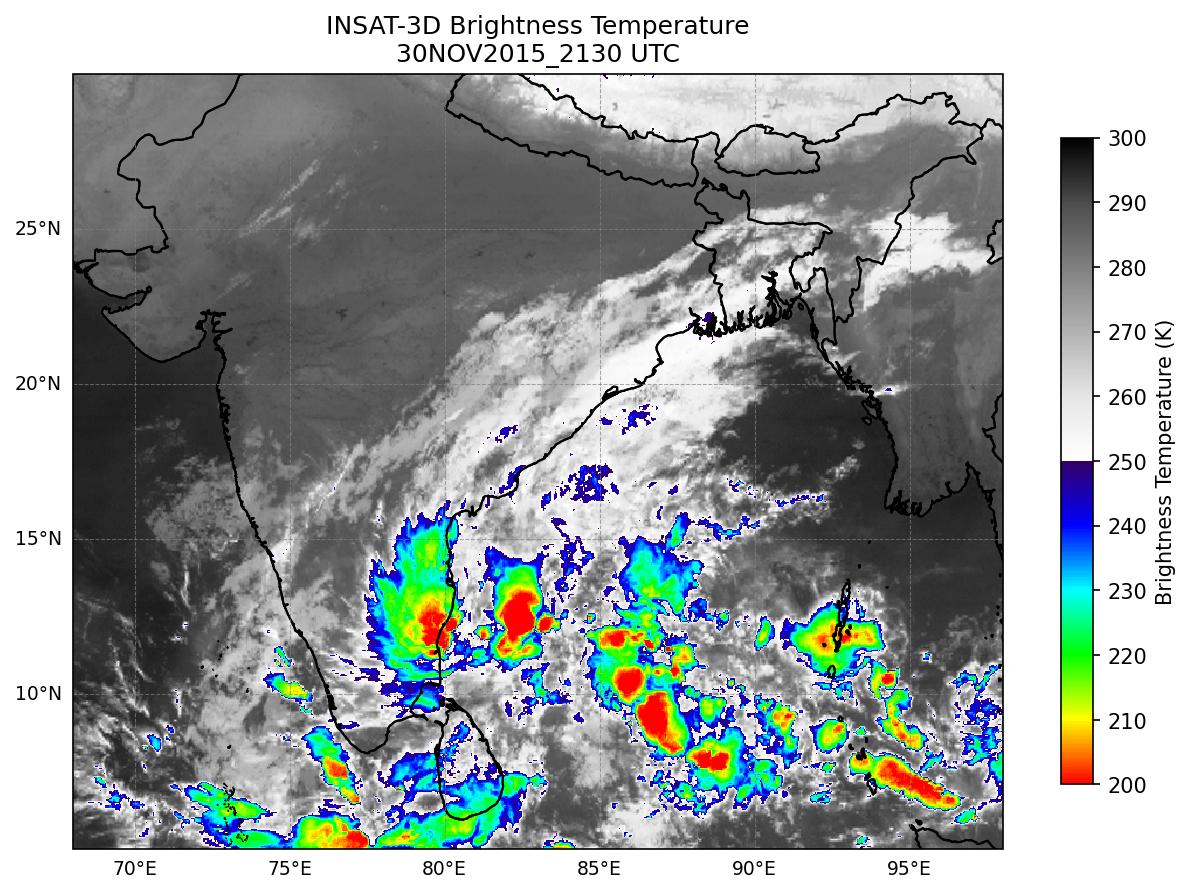 INSAT-3D Brightness Temperature
30NOV2015_2130 UTC
25°N
20°N
15°N
10°N
70°E
75°E
80°E
85°E
90°E
95°E
300
290
280
270
260
250
240
230
220
210
200
Brightness Temperature (K)